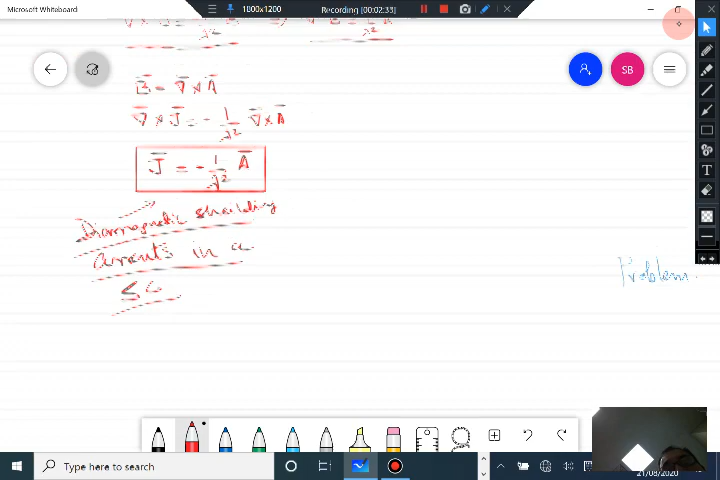 Microsoft Whiteboard
1000x1200
Recording [00:02:33]
SB
B̅ = ∇̅ × A̅
∇̅ × J̅ = - 1/λ² ∇̅ × A̅
J̅ = - 1/λ² A̅
Diamagnetic sheilding
currents in a
SC
Problem.
T
Type here to search
21/08/2020